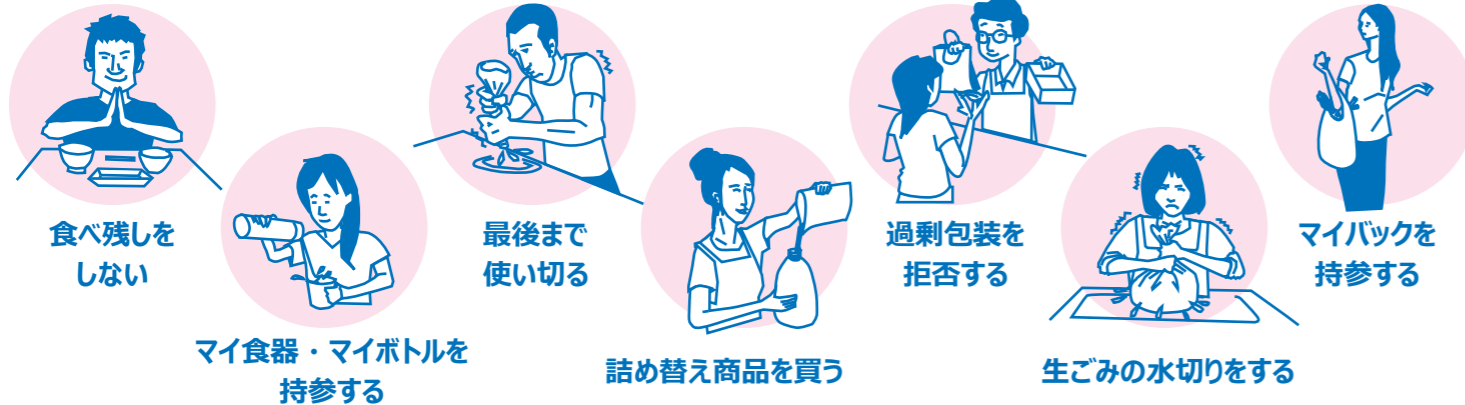 食べ残しを
しない
マイ食器・マイボトルを
持参する
最後まで
使い切る
詰め替え商品を買う
過剰包装を
拒否する
生ごみの水切りをする
マイバックを
持参する